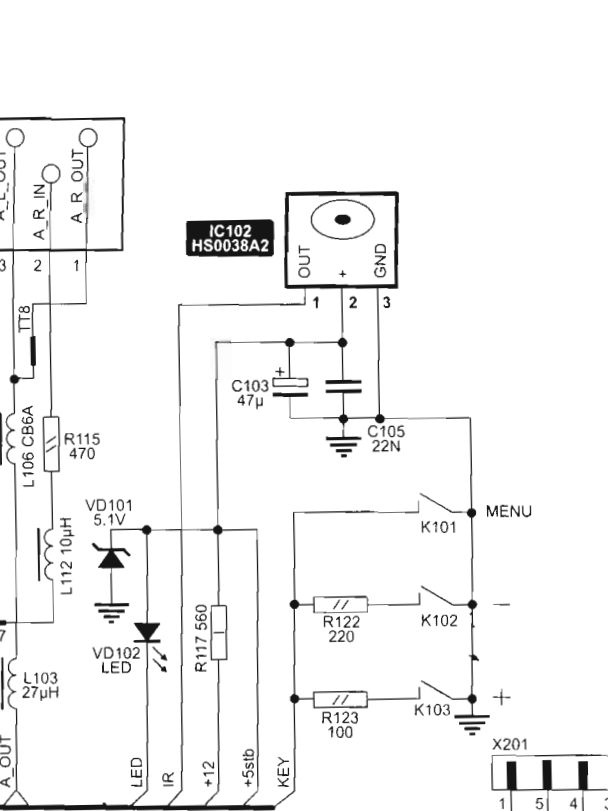 A_L_OUT
A_R_IN
A_R_OUT
3
2
1
TT8
IC102
HS0038A2
OUT
+
GND
1
2
3
+
C103
47µ
C105
22N
L106 CB6A
R115
470
VD101
5.1V
L112 10µH
MENU
K101
R122
220
K102
−
R117 560
VD102
LED
7
L103
27µH
R123
100
K103
+
A_OUT
LED
IR
+12
+5stb
KEY
X201
1
5
4